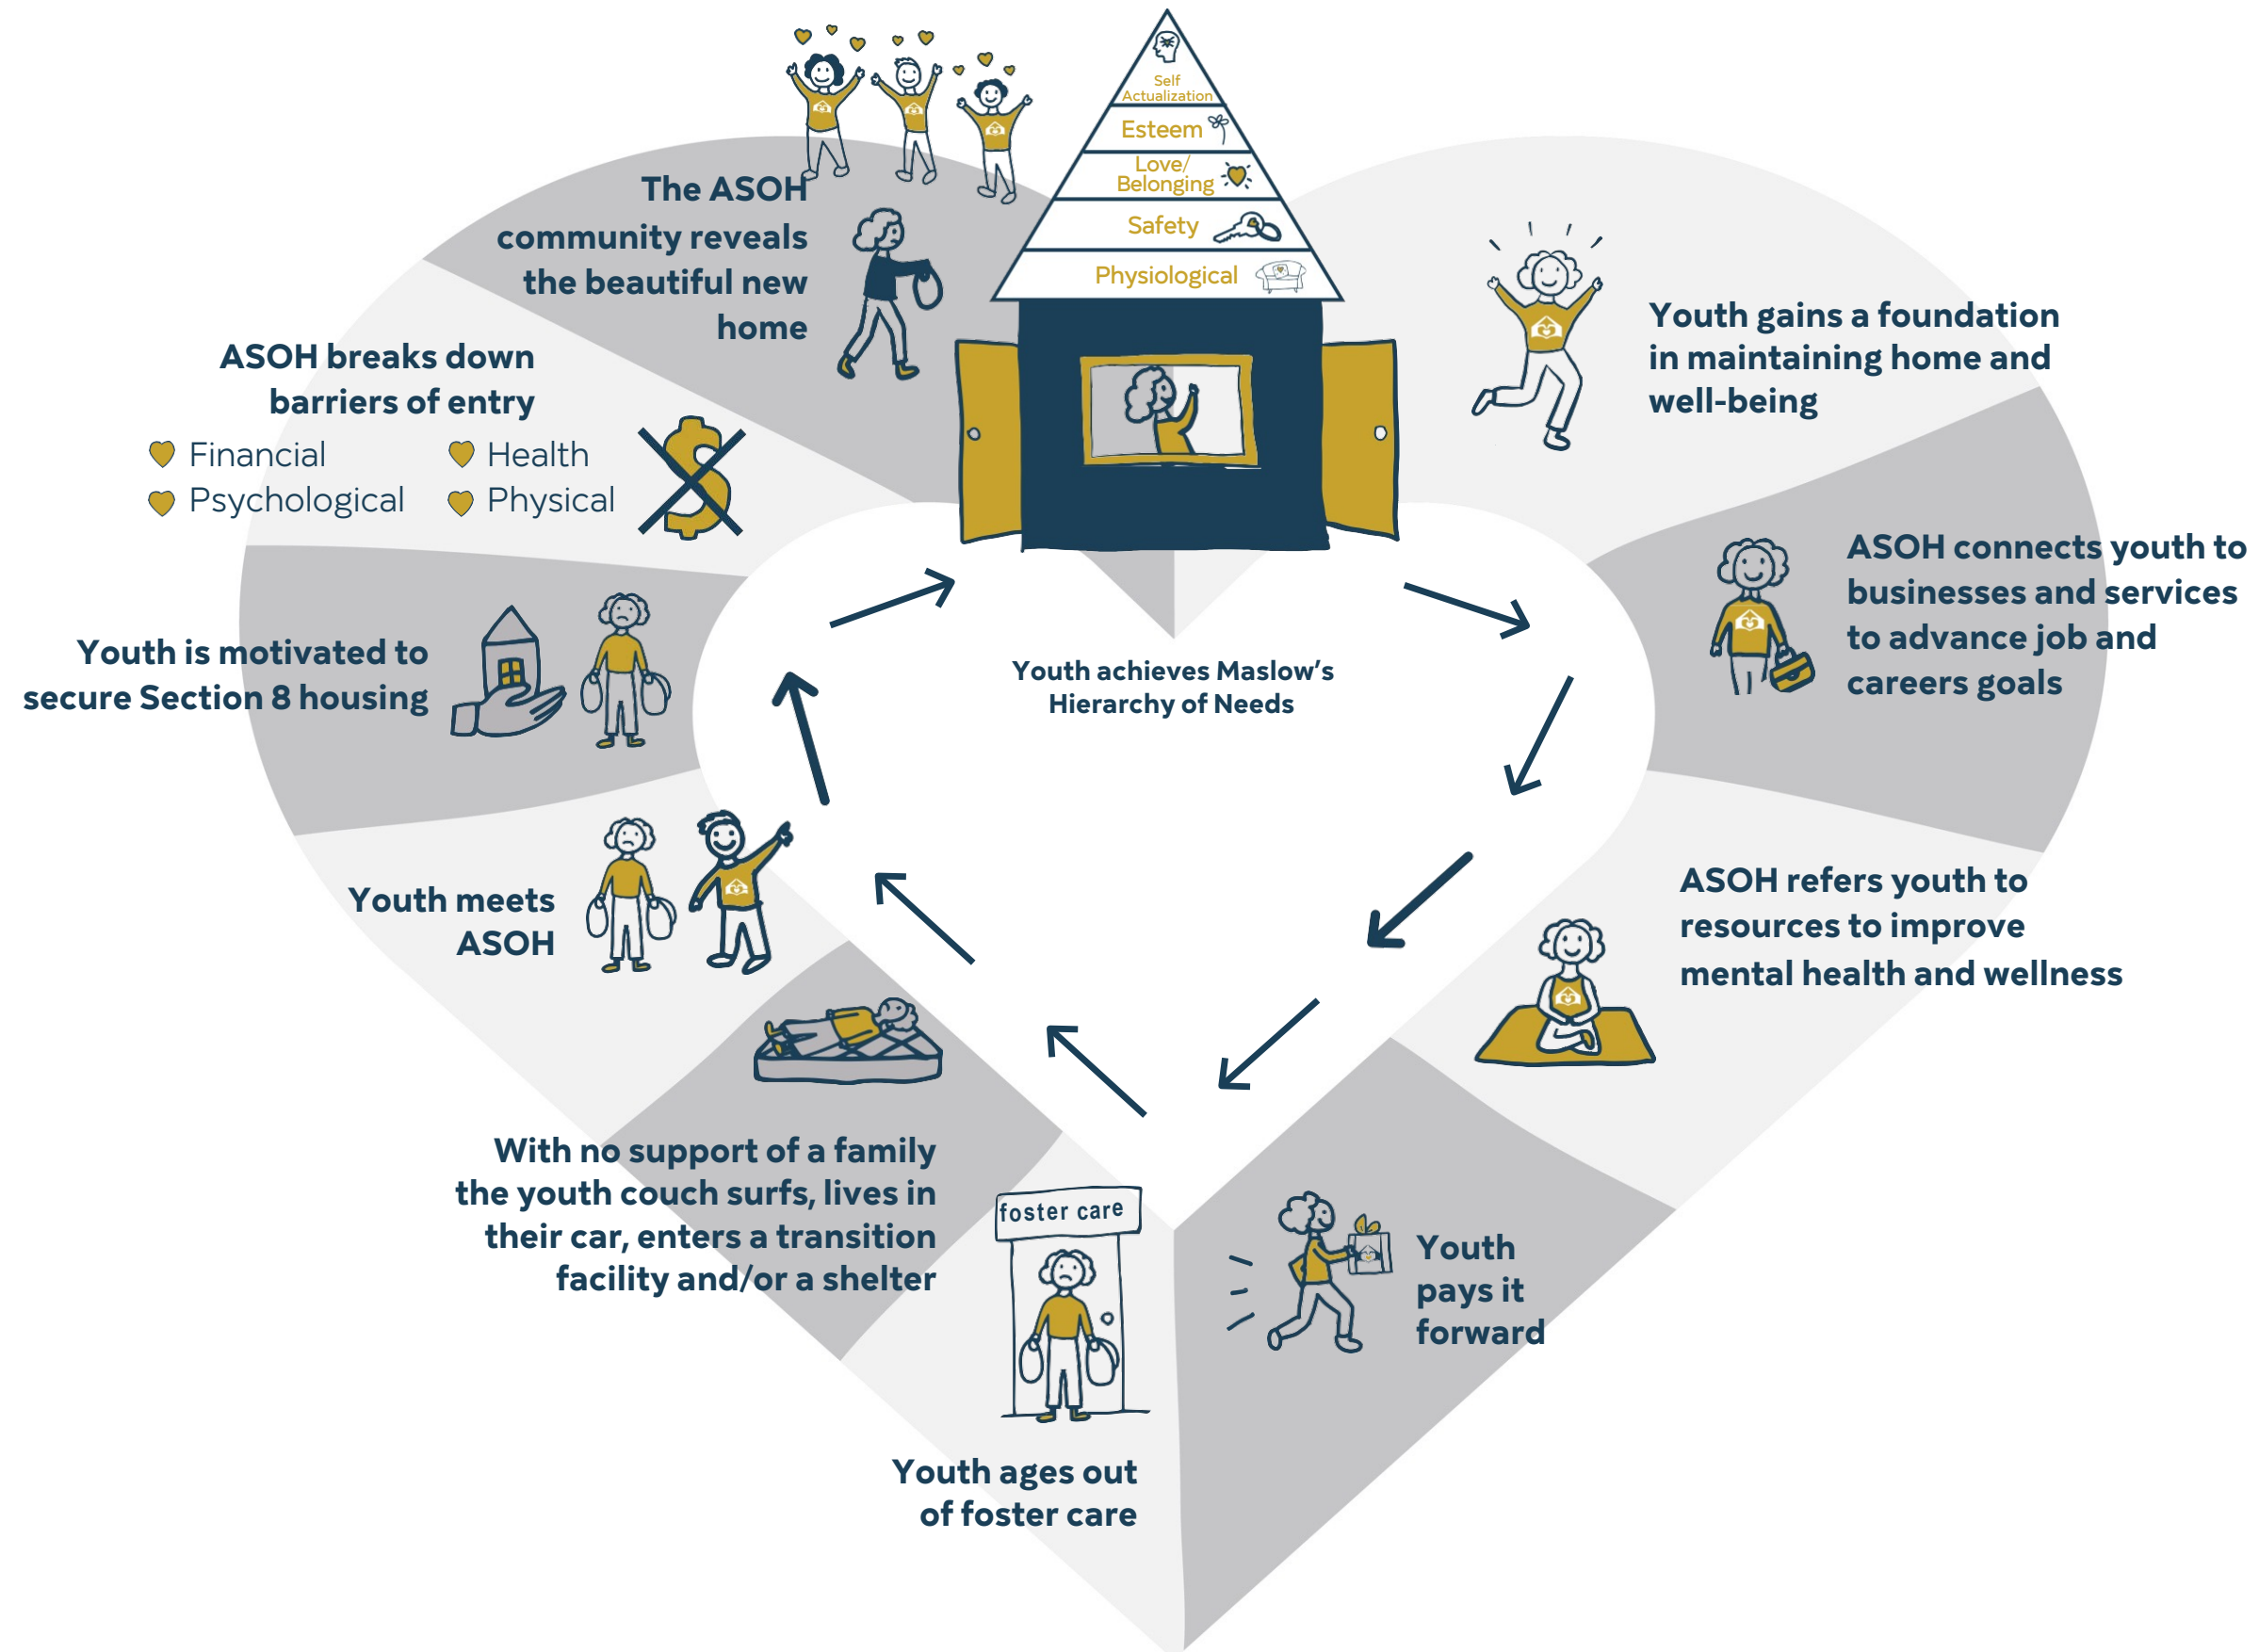 Self
Actualization
Esteem
Love/
Belonging
Safety
Physiological
The ASOH
community reveals
the beautiful new
home
ASOH breaks down
barriers of entry
Financial
Health
Psychological
Physical
Youth is motivated to
secure Section 8 housing
Youth meets
ASOH
With no support of a family
the youth couch surfs, lives in
their car, enters a transition
facility and/or a shelter
foster care
Youth ages out
of foster care
Youth achieves Maslow’s
Hierarchy of Needs
Youth gains a foundation
in maintaining home and
well-being
ASOH connects youth to
businesses and services
to advance job and
careers goals
ASOH refers youth to
resources to improve
mental health and wellness
Youth
pays it
forward